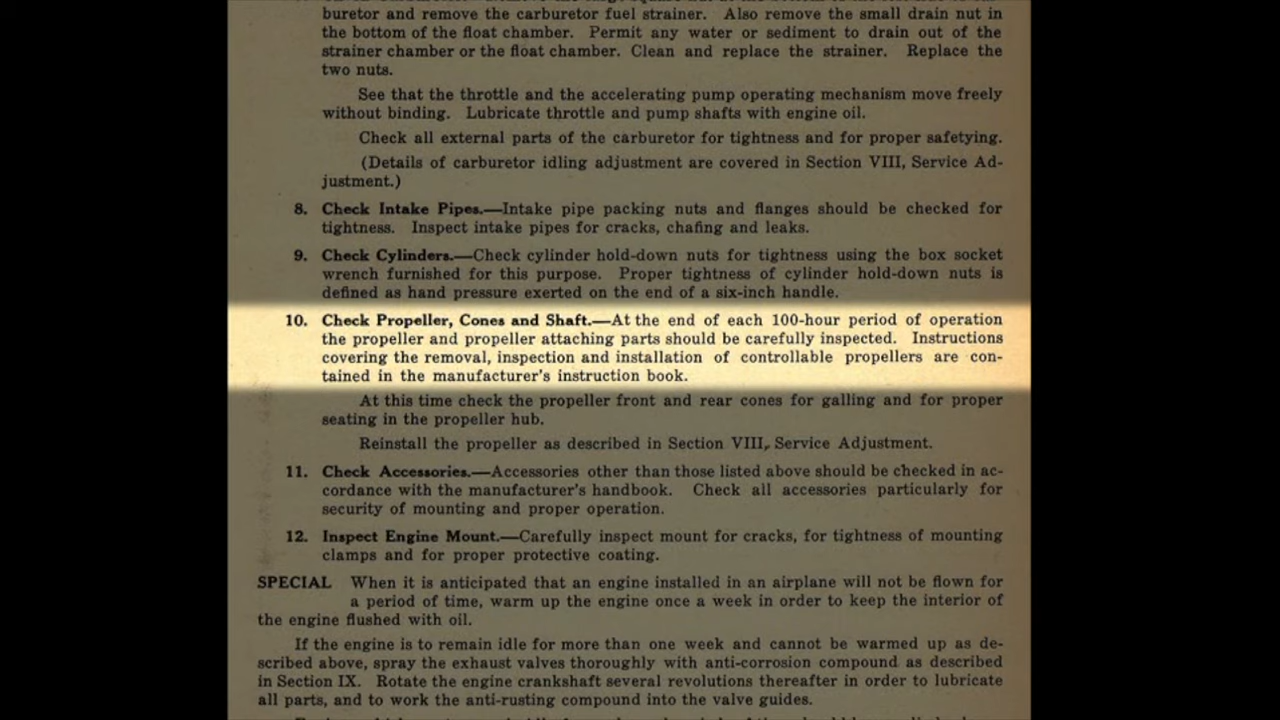 buretor and remove the carburetor fuel strainer. Also remove the small drain nut in
the bottom of the float chamber. Permit any water or sediment to drain out of the
strainer chamber or the float chamber. Clean and replace the strainer. Replace the
two nuts.
See that the throttle and the accelerating pump operating mechanism move freely
without binding. Lubricate throttle and pump shafts with engine oil.
Check all external parts of the carburetor for tightness and for proper safetying.
(Details of carburetor idling adjustment are covered in Section VIII, Service Ad-
justment.)
8. Check Intake Pipes.—Intake pipe packing nuts and flanges should be checked for
tightness. Inspect intake pipes for cracks, chafing and leaks.
9. Check Cylinders.—Check cylinder hold-down nuts for tightness using the box socket
wrench furnished for this purpose. Proper tightness of cylinder hold-down nuts is
defined as hand pressure exerted on the end of a six-inch handle.
10. Check Propeller, Cones and Shaft.—At the end of each 100-hour period of operation
the propeller and propeller attaching parts should be carefully inspected. Instructions
covering the removal, inspection and installation of controllable propellers are con-
tained in the manufacturer's instruction book.
At this time check the propeller front and rear cones for galling and for proper
seating in the propeller hub.
Reinstall the propeller as described in Section VIII, Service Adjustment.
11. Check Accessories.—Accessories other than those listed above should be checked in ac-
cordance with the manufacturer's handbook. Check all accessories particularly for
security of mounting and proper operation.
12. Inspect Engine Mount.—Carefully inspect mount for cracks, for tightness of mounting
clamps and for proper protective coating.
SPECIAL When it is anticipated that an engine installed in an airplane will not be flown for
a period of time, warm up the engine once a week in order to keep the interior of
the engine flushed with oil.
If the engine is to remain idle for more than one week and cannot be warmed up as de-
scribed above, spray the exhaust valves thoroughly with anti-corrosion compound as described
in Section IX. Rotate the engine crankshaft several revolutions thereafter in order to lubricate
all parts, and to work the anti-rusting compound into the valve guides.